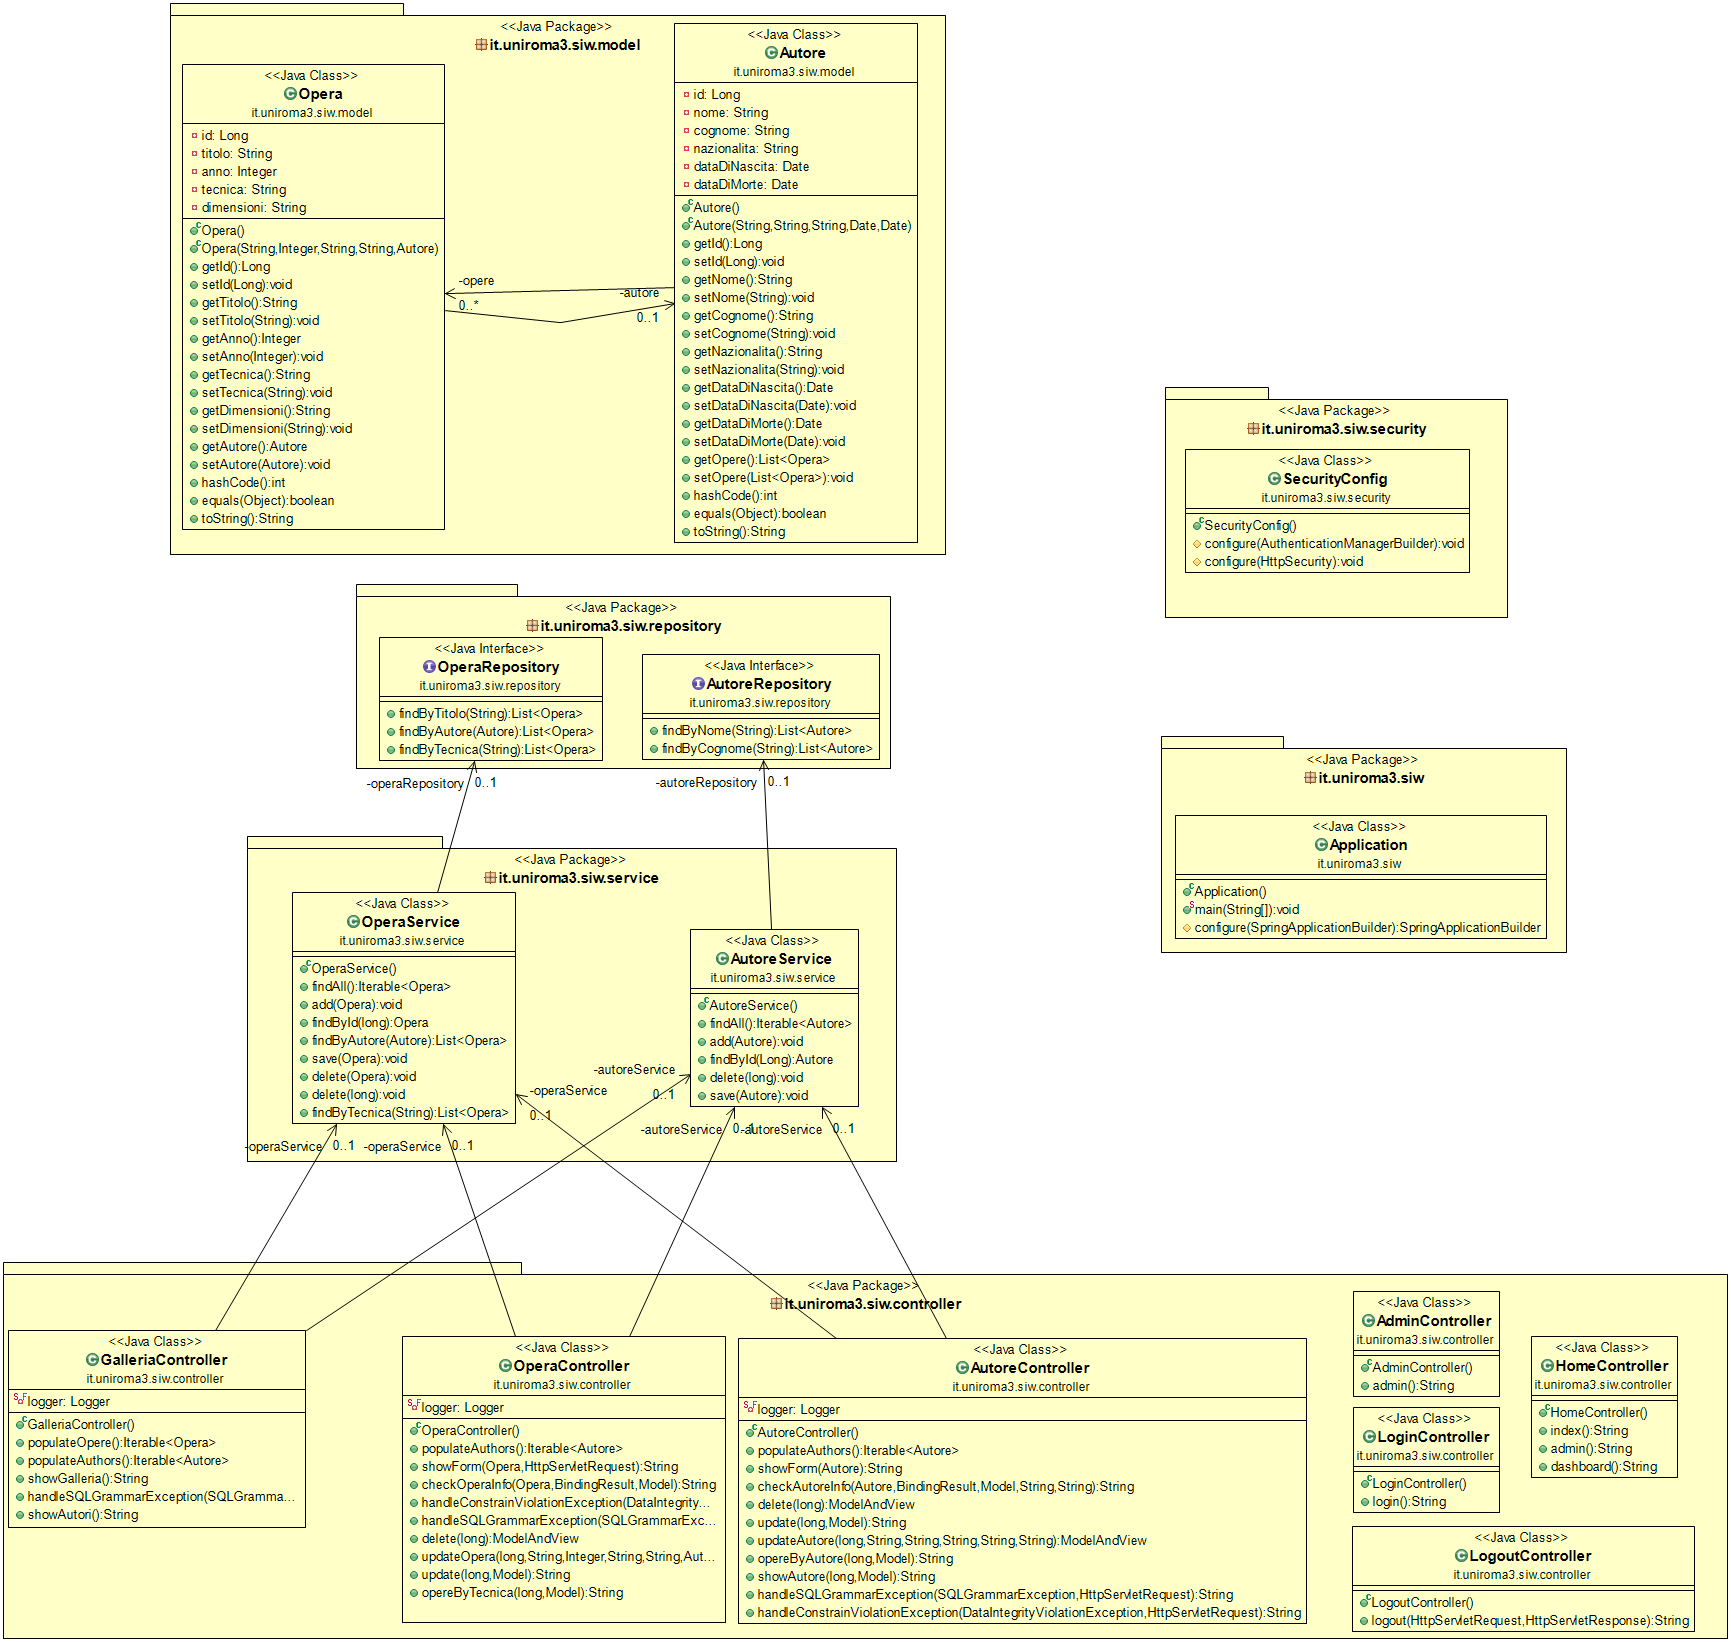 <<Java Package>>
it.uniroma3.siw.model
<<Java Class>>
Opera
it.uniroma3.siw.model
id: Long
titolo: String
anno: Integer
tecnica: String
dimensioni: String
Opera()
Opera(String,Integer,String,String,Autore)
getId():Long
setId(Long):void
getTitolo():String
setTitolo(String):void
getAnno():Integer
setAnno(Integer):void
getTecnica():String
setTecnica(String):void
getDimensioni():String
setDimensioni(String):void
getAutore():Autore
setAutore(Autore):void
hashCode():int
equals(Object):boolean
toString():String
<<Java Class>>
Autore
it.uniroma3.siw.model
id: Long
nome: String
cognome: String
nazionalita: String
dataDiNascita: Date
dataDiMorte: Date
Autore()
Autore(String,String,String,Date,Date)
getId():Long
setId(Long):void
getNome():String
setNome(String):void
getCognome():String
setCognome(String):void
getNazionalita():String
setNazionalita(String):void
getDataDiNascita():Date
setDataDiNascita(Date):void
getDataDiMorte():Date
setDataDiMorte(Date):void
getOpere():List<Opera>
setOpere(List<Opera>):void
hashCode():int
equals(Object):boolean
toString():String
-opere
0..*
-autore
0..1
<<Java Package>>
it.uniroma3.siw.security
<<Java Class>>
SecurityConfig
it.uniroma3.siw.security
SecurityConfig()
configure(AuthenticationManagerBuilder):void
configure(HttpSecurity):void
<<Java Package>>
it.uniroma3.siw.repository
<<Java Interface>>
OperaRepository
it.uniroma3.siw.repository
findByTitolo(String):List<Opera>
findByAutore(Autore):List<Opera>
findByTecnica(String):List<Opera>
<<Java Interface>>
AutoreRepository
it.uniroma3.siw.repository
findByNome(String):List<Autore>
findByCognome(String):List<Autore>
-operaRepository
0..1
-autoreRepository
0..1
<<Java Package>>
it.uniroma3.siw
<<Java Class>>
Application
it.uniroma3.siw
Application()
main(String[]):void
configure(SpringApplicationBuilder):SpringApplicationBuilder
<<Java Package>>
it.uniroma3.siw.service
<<Java Class>>
OperaService
it.uniroma3.siw.service
OperaService()
findAll():Iterable<Opera>
add(Opera):void
findById(long):Opera
findByAutore(Autore):List<Opera>
save(Opera):void
delete(Opera):void
delete(long):void
findByTecnica(String):List<Opera>
<<Java Class>>
AutoreService
it.uniroma3.siw.service
AutoreService()
findAll():Iterable<Autore>
add(Autore):void
findById(Long):Autore
delete(long):void
save(Autore):void
-autoreService
0..1
-operaService
0..1
-operaService
0..1
-operaService
0..1
-autoreService
0..1
-autoreService
0..1
<<Java Package>>
it.uniroma3.siw.controller
<<Java Class>>
GalleriaController
it.uniroma3.siw.controller
logger: Logger
GalleriaController()
populateOpere():Iterable<Opera>
populateAuthors():Iterable<Autore>
showGalleria():String
handleSQLGrammarException(SQLGramma...
showAutori():String
<<Java Class>>
OperaController
it.uniroma3.siw.controller
logger: Logger
OperaController()
populateAuthors():Iterable<Autore>
showForm(Opera,HttpServletRequest):String
checkOperaInfo(Opera,BindingResult,Model):String
handleConstrainViolationException(DataIntegrity...
handleSQLGrammarException(SQLGrammarExc...
delete(long):ModelAndView
updateOpera(long,String,Integer,String,String,Aut...
update(long,Model):String
opereByTecnica(long,Model):String
<<Java Class>>
AutoreController
it.uniroma3.siw.controller
logger: Logger
AutoreController()
populateAuthors():Iterable<Autore>
showForm(Autore):String
checkAutoreInfo(Autore,BindingResult,Model,String,String):String
delete(long):ModelAndView
update(long,Model):String
updateAutore(long,String,String,String,String,String):ModelAndView
opereByAutore(long,Model):String
showAutore(long,Model):String
handleSQLGrammarException(SQLGrammarException,HttpServletRequest):String
handleConstrainViolationException(DataIntegrityViolationException,HttpServletRequest):String
<<Java Class>>
AdminController
it.uniroma3.siw.controller
AdminController()
admin():String
<<Java Class>>
LoginController
it.uniroma3.siw.controller
LoginController()
login():String
<<Java Class>>
HomeController
it.uniroma3.siw.controller
HomeController()
index():String
admin():String
dashboard():String
<<Java Class>>
LogoutController
it.uniroma3.siw.controller
LogoutController()
logout(HttpServletRequest,HttpServletResponse):String